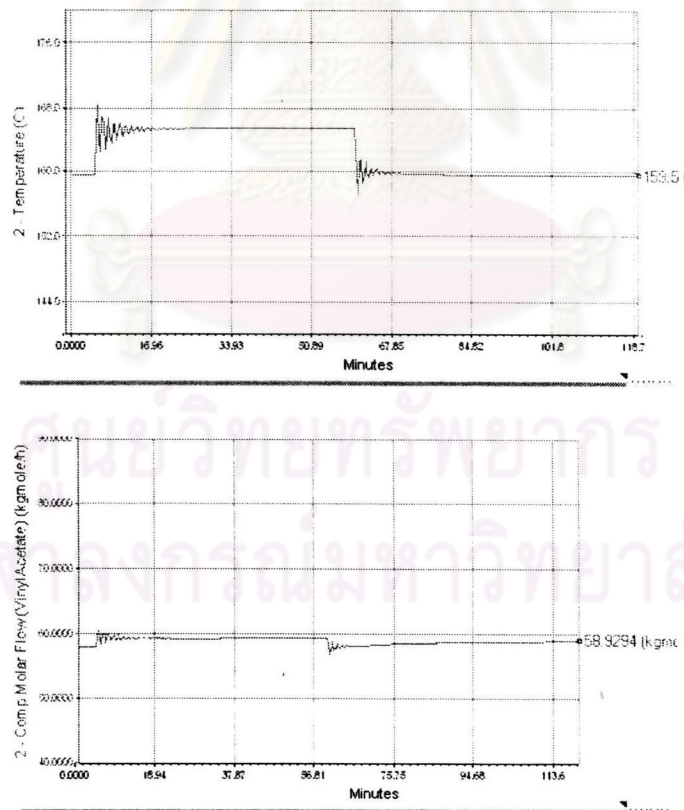 176.0
168.0
160.0
152.0
144.0
2 - Temperature (C)
159.5
0.0000 16.96 33.93 50.89 67.85 84.82 101.8 118.7
Minutes
ศูนย์วิทยทรัพยากร
จุฬาลงกรณ์มหาวิทยาลัย
90.0000
80.0000
70.0000
60.0000
50.0000
40.0000
2 - Comp Molar Flow (Vinyl Acetate) (kgmole/h)
58.9294 (kgmo
0.0000 18.94 37.87 56.81 75.75 94.68 113.6
Minutes